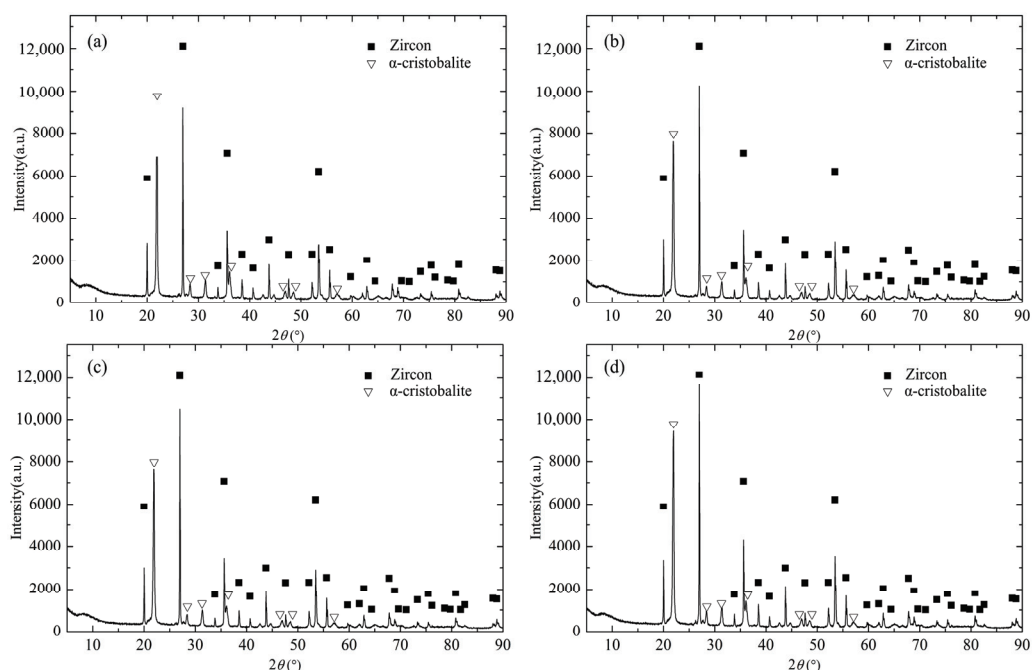 (a)
■ Zircon
▽ α-cristobalite
12,000
10,000
8000
6000
4000
2000
0
Intensity(a.u.)
10 20 30 40 50 60 70 80 90
2θ(°)
(b)
■ Zircon
▽ α-cristobalite
12,000
10,000
8000
6000
4000
2000
0
Intensity(a.u.)
10 20 30 40 50 60 70 80 90
2θ(°)
(c)
■ Zircon
▽ α-cristobalite
12,000
10,000
8000
6000
4000
2000
0
Intensity(a.u.)
10 20 30 40 50 60 70 80 90
2θ(°)
(d)
■ Zircon
▽ α-cristobalite
12,000
10,000
8000
6000
4000
2000
0
Intensity(a.u.)
10 20 30 40 50 60 70 80 90
2θ(°)